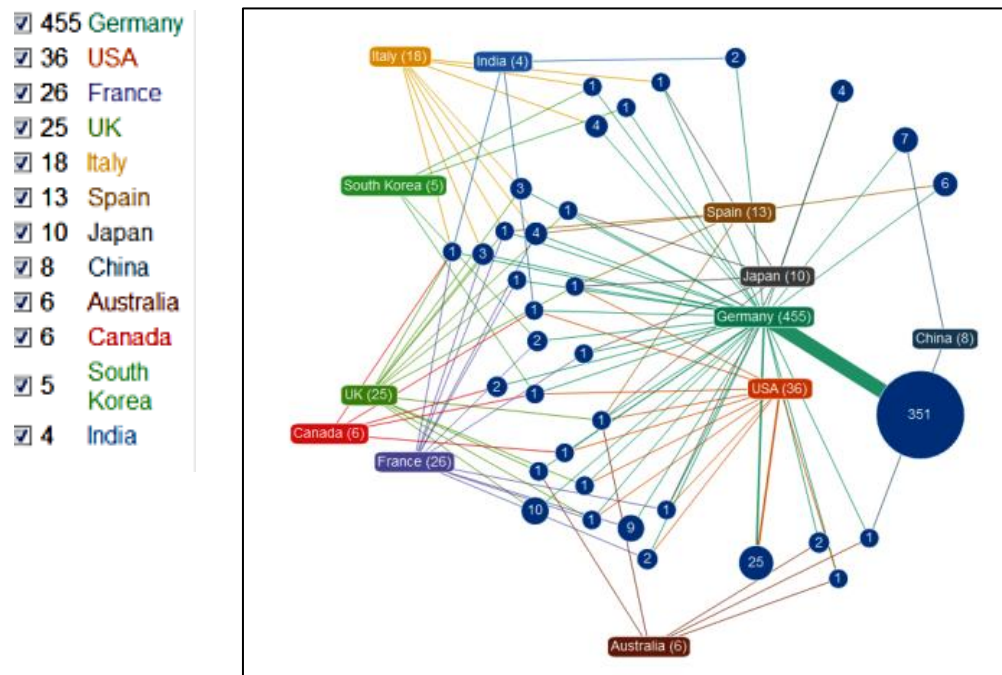 455 Germany
36 USA
26 France
25 UK
18 Italy
13 Spain
10 Japan
8 China
6 Australia
6 Canada
5 South
Korea
4 India
Italy (18)
India (4)
2
1
1
4
1
4
7
South Korea (5)
3
6
1
Spain (13)
1
4
1
3
1
1
Japan (10)
1
Germany (455)
2
China (8)
1
2
USA (36)
UK (25)
1
351
1
Canada (6)
1
France (26)
1
1
10
1
1
9
2
1
2
25
1
Australia (6)